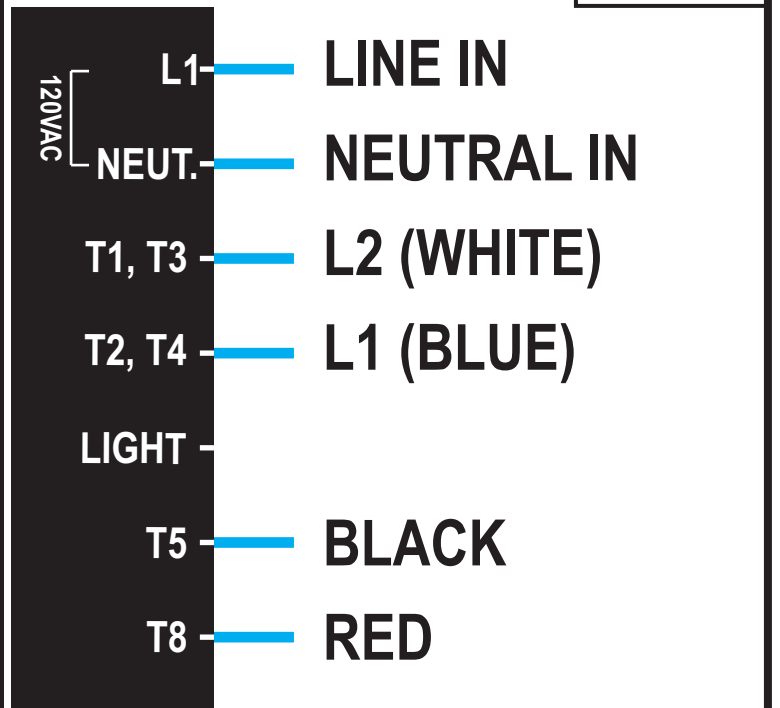 L1 LINE IN
120VAC
NEUT. NEUTRAL IN
T1, T3 L2 (WHITE)
T2, T4 L1 (BLUE)
LIGHT
T5 BLACK
T8 RED